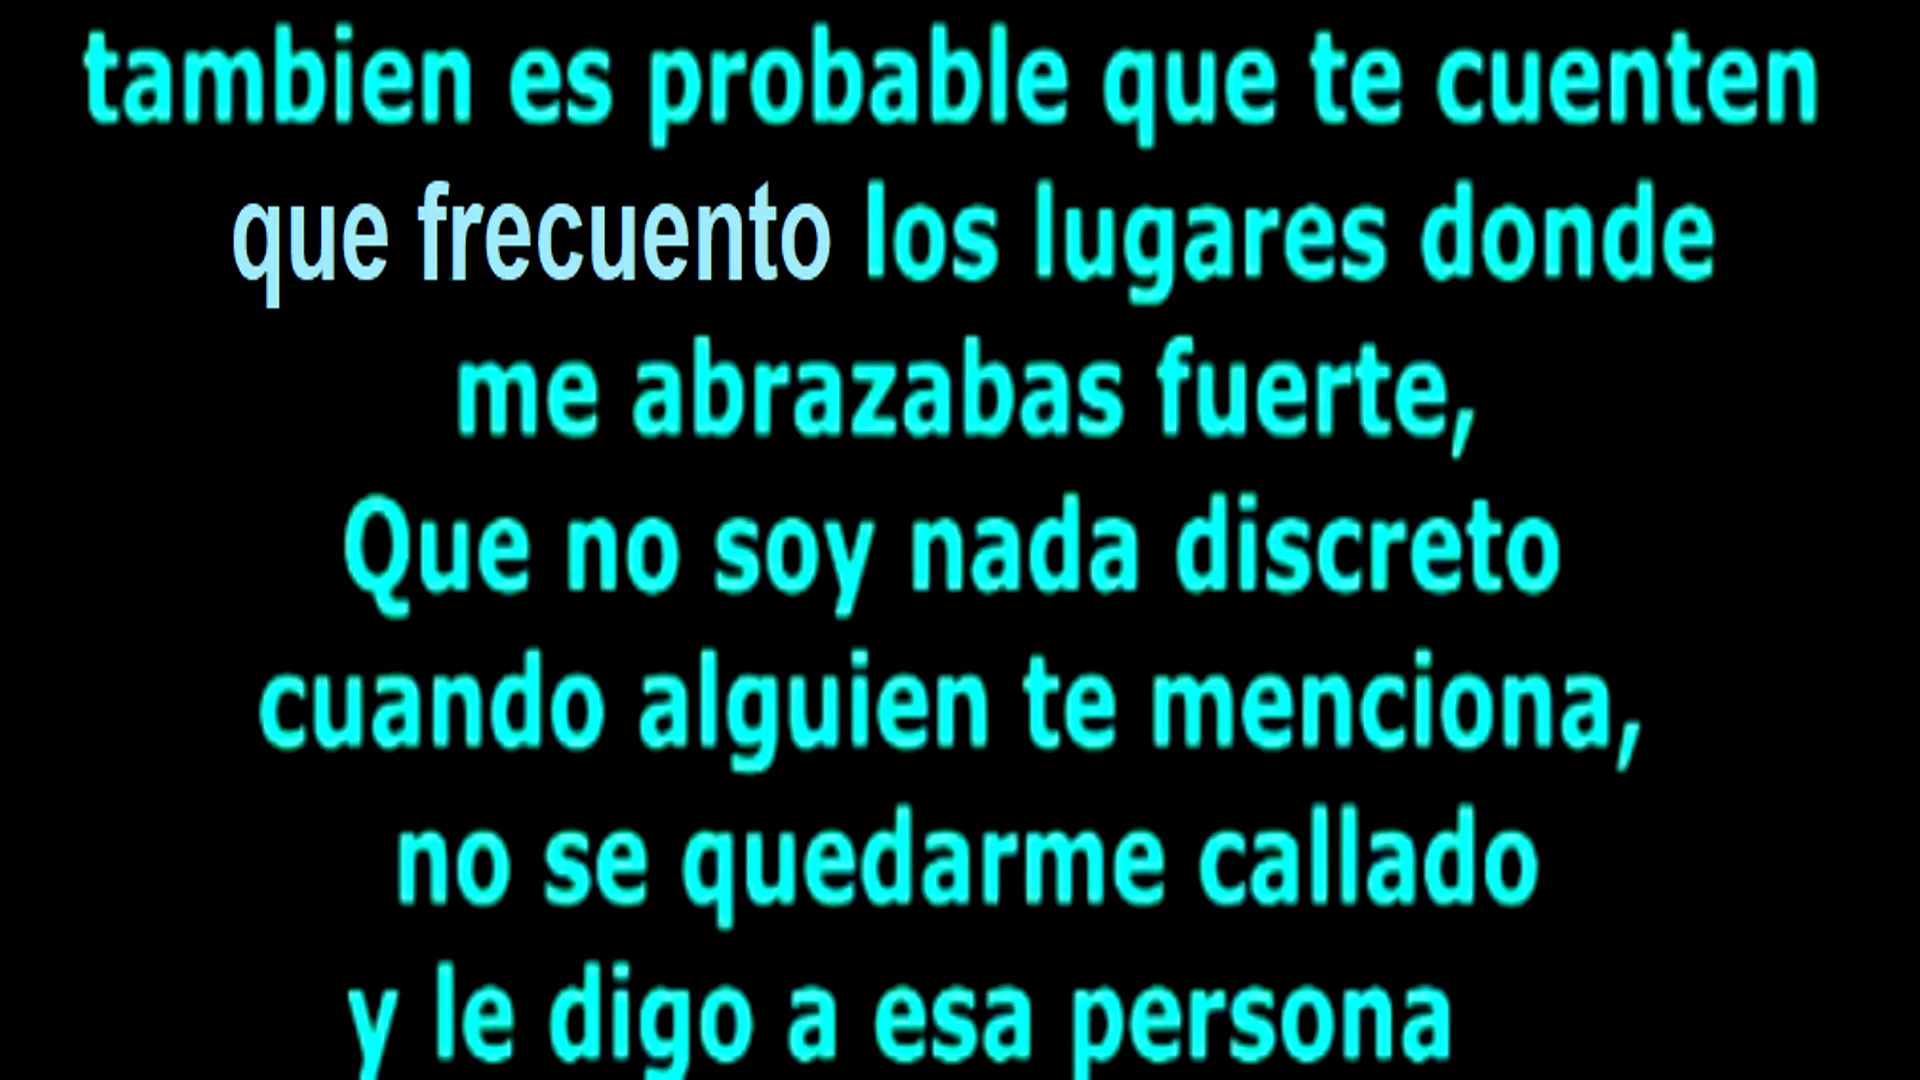 tambien es probable que te cuenten
que frecuento los lugares donde
me abrazabas fuerte,
Que no soy nada discreto
cuando alguien te menciona,
no se quedarme callado
y le digo a esa persona